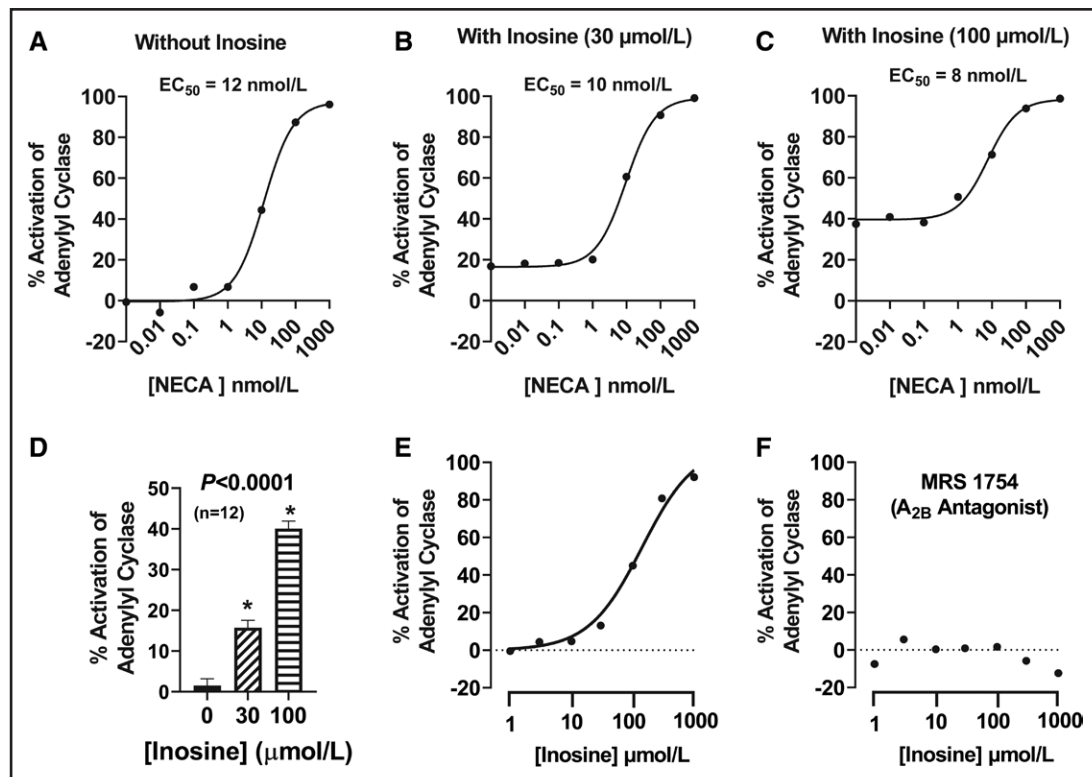 A
Without Inosine
EC50 = 12 nmol/L
% Activation of
Adenylyl Cyclase
100
80
60
40
20
0
-20
0.01
0.1
1
10
100
1000
[NECA ] nmol/L
B
With Inosine (30 µmol/L)
EC50 = 10 nmol/L
% Activation of
Adenylyl Cyclase
100
80
60
40
20
0
-20
0.01
0.1
1
10
100
1000
[NECA ] nmol/L
C
With Inosine (100 µmol/L)
EC50 = 8 nmol/L
% Activation of
Adenylyl Cyclase
100
80
60
40
20
0
-20
0.01
0.1
1
10
100
1000
[NECA ] nmol/L
D
P<0.0001
(n=12)
% Activation of
Adenylyl Cyclase
50
40
30
20
10
0
*
*
0 30 100
[Inosine] (µmol/L)
E
% Activation of
Adenylyl Cyclase
100
80
60
40
20
0
-20
1 10 100 1000
[Inosine] µmol/L
F
MRS 1754
(A2B Antagonist)
% Activation of
Adenylyl Cyclase
100
80
60
40
20
0
-20
1 10 100 1000
[Inosine] µmol/L